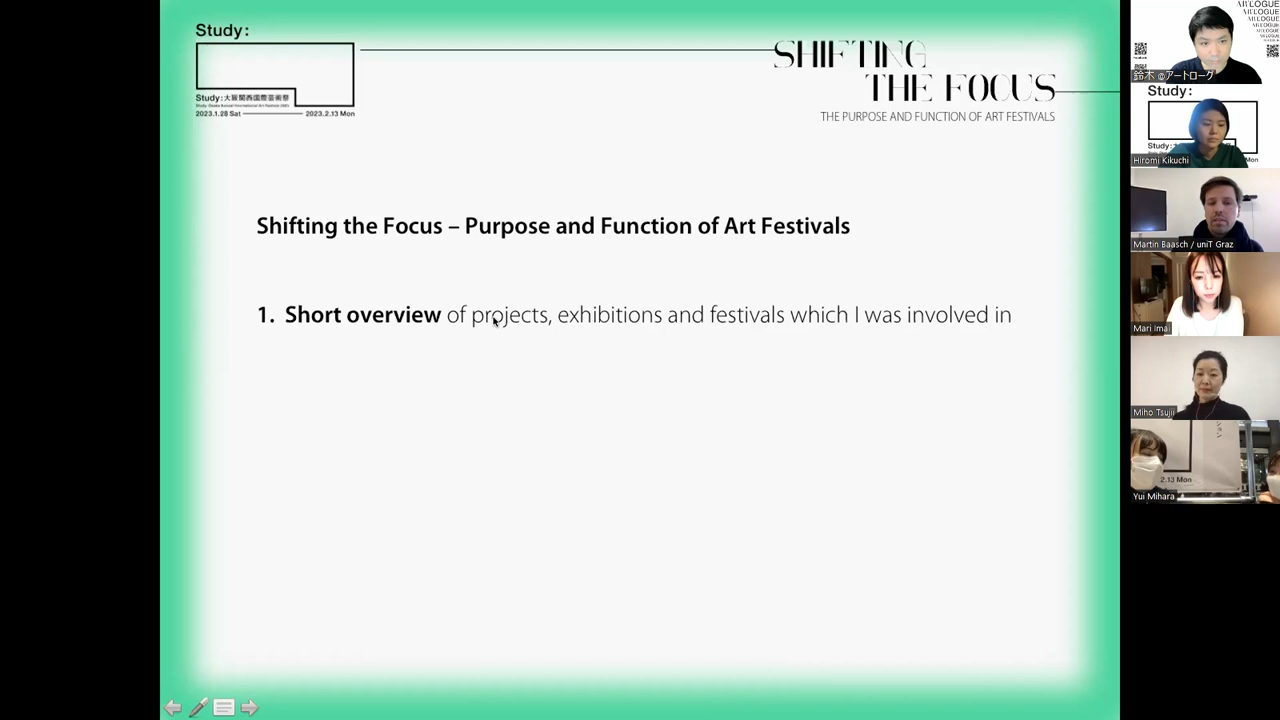 Study:
Study:大阪関西国際芸術祭
2023.1.28 Sat
2023.2.13 Mon
SHIFTING
THE FOCUS
THE PURPOSE AND FUNCTION OF ART FESTIVALS
Shifting the Focus – Purpose and Function of Art Festivals
1. Short overview of projects, exhibitions and festivals which I was involved in
鈴木 @アートローグ
Study:
Study:
Mon
Hiromi Kikuchi
Martin Baasch / uniT Graz
Mari Imai
Miho Tsujii
2.13 Mon
Yui Mihara